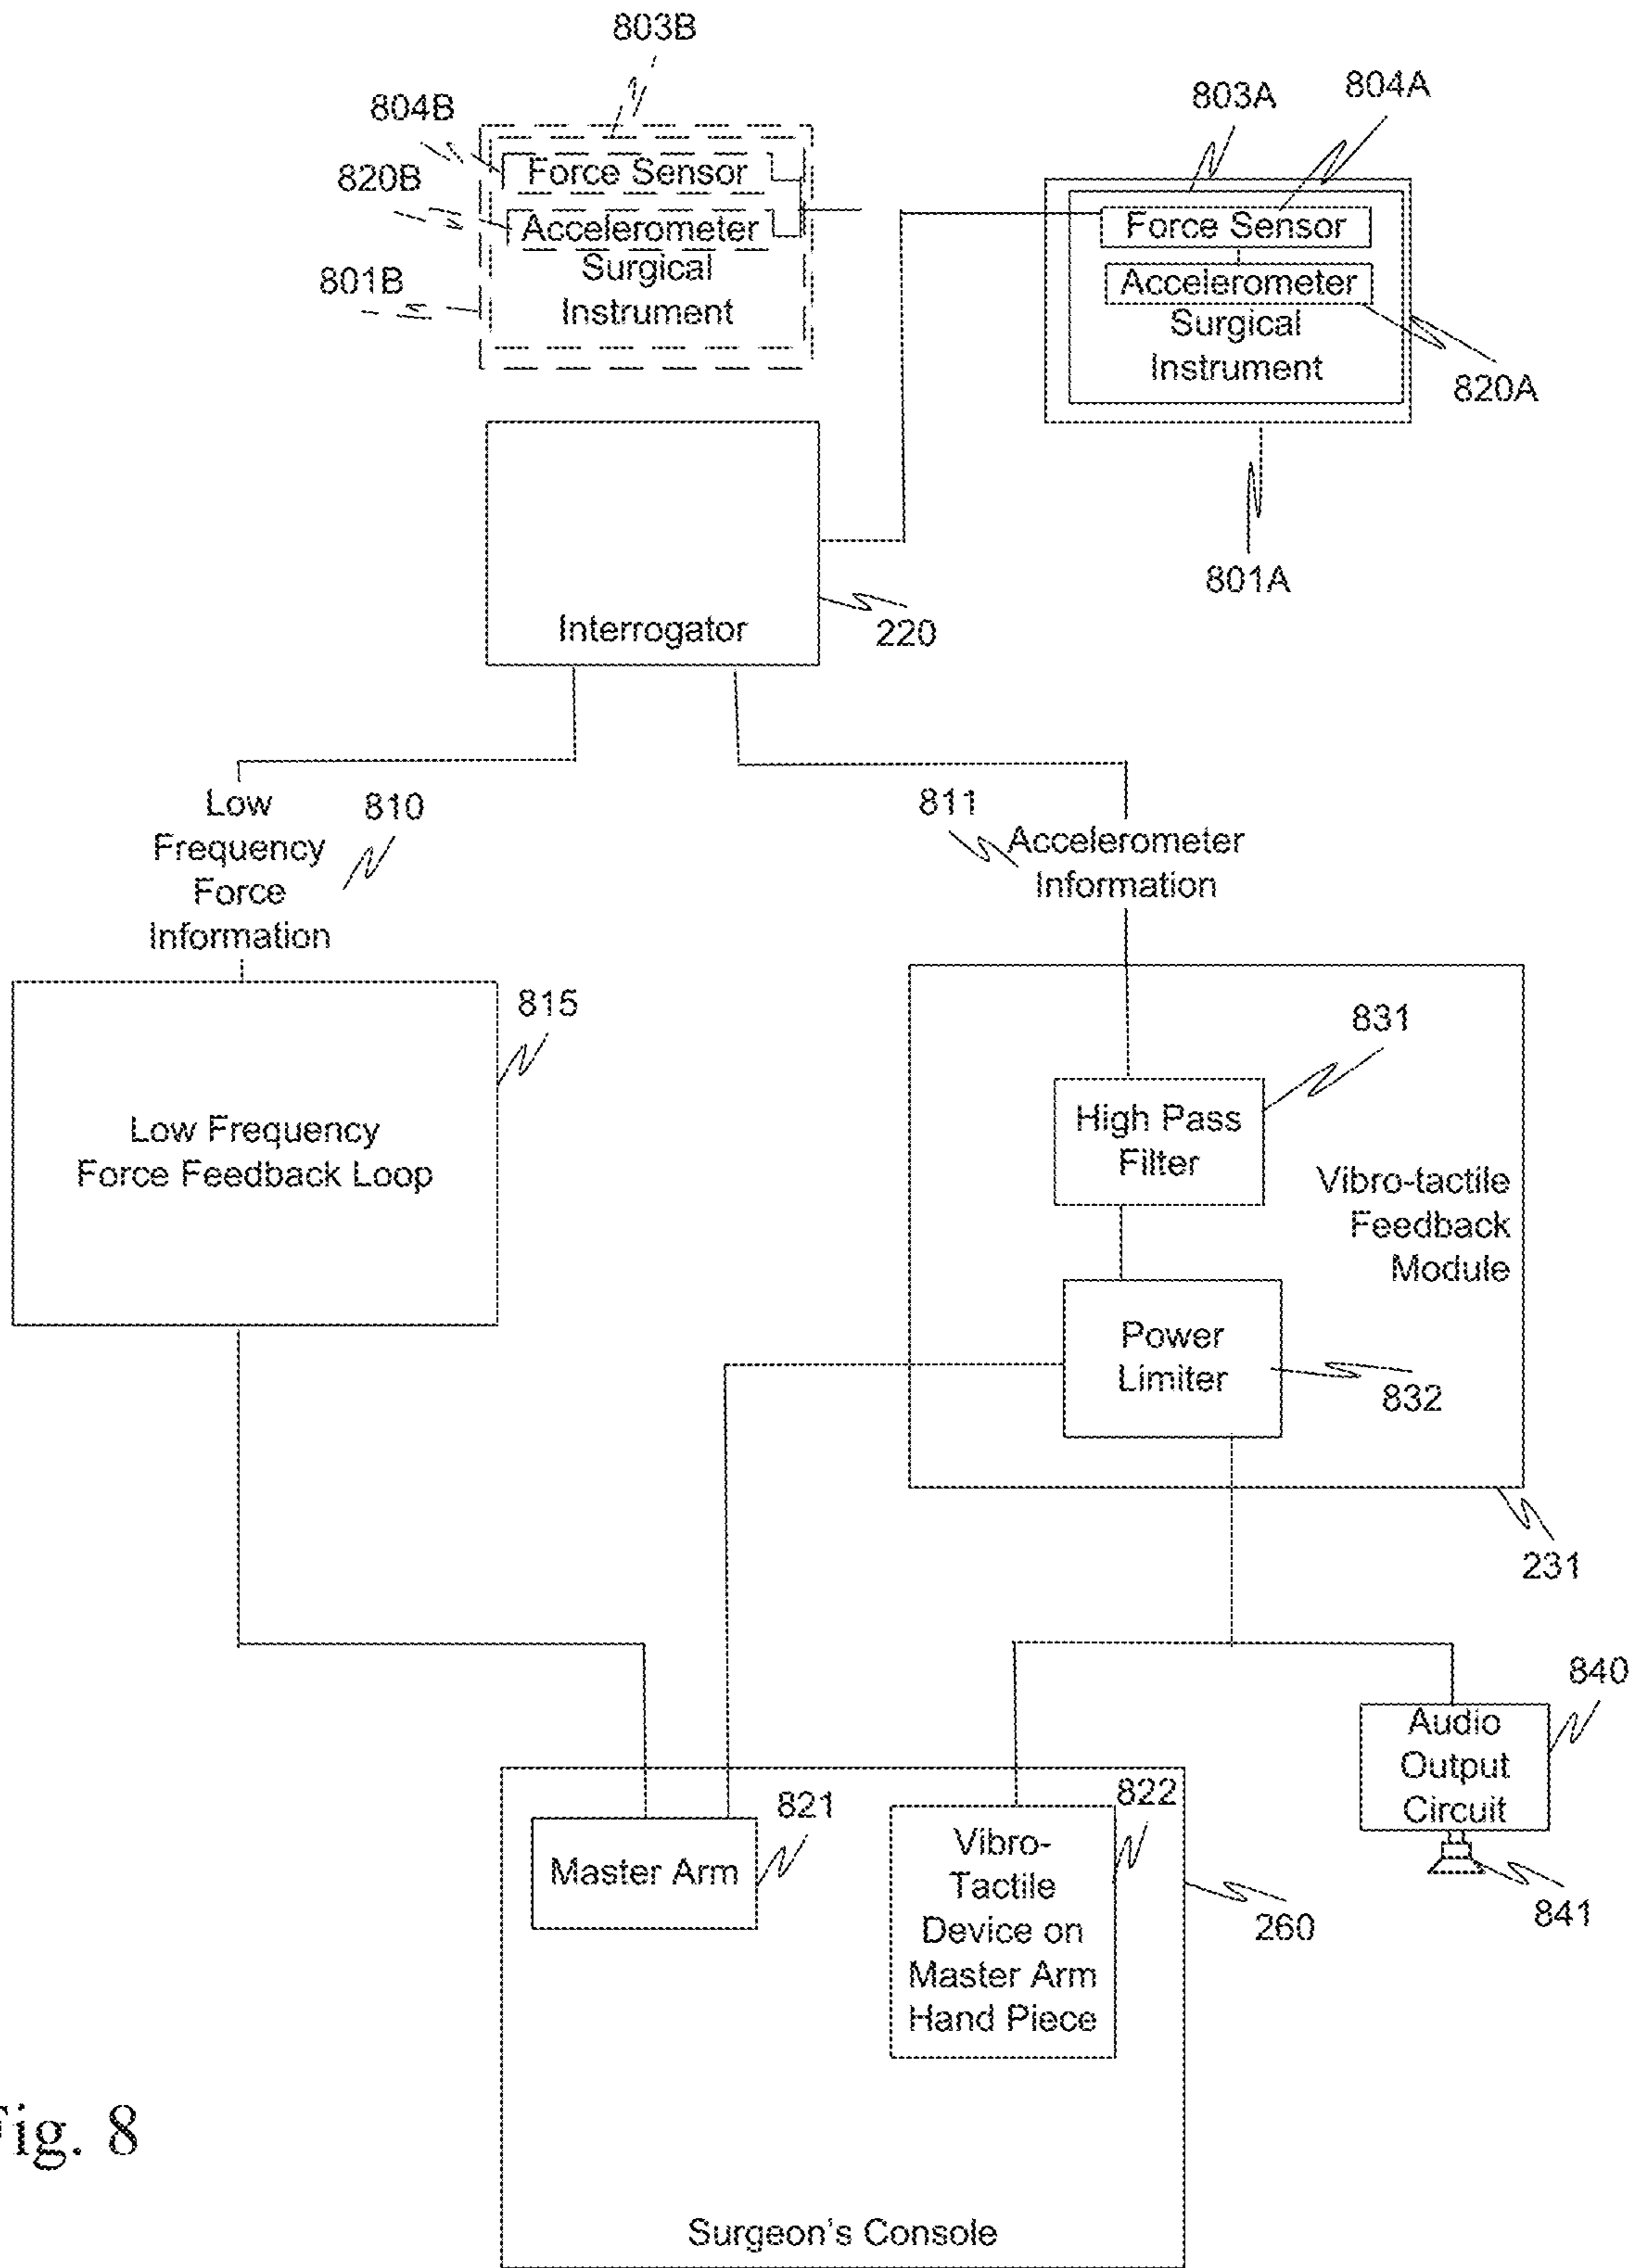 803B
804B
803A
804A
Force Sensor
820B
Accelerometer
Force Sensor
801B
Surgical
Instrument
Accelerometer
Surgical
Instrument
820A
801A
Interrogator
220
Low
Frequency
Force
Information
810
811
Accelerometer
Information
815
831
Low Frequency
Force Feedback Loop
High Pass
Filter
Vibro-tactile
Feedback
Module
Power
Limiter
832
231
840
Audio
Output
Circuit
822
821
Master Arm
Vibro-
Tactile
Device on
Master Arm
Hand Piece
260
841
Fig. 8
Surgeon's Console